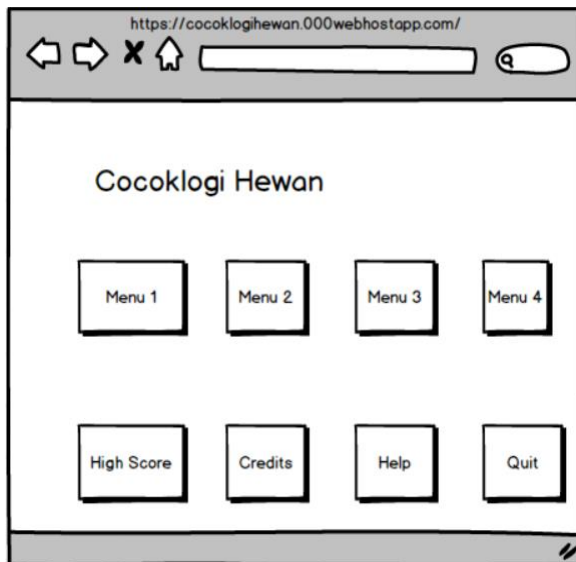 https://cocoklogihewan.000webhostapp.com/
Cocoklogi Hewan
Menu 1 Menu 2 Menu 3 Menu 4
High Score Credits Help Quit